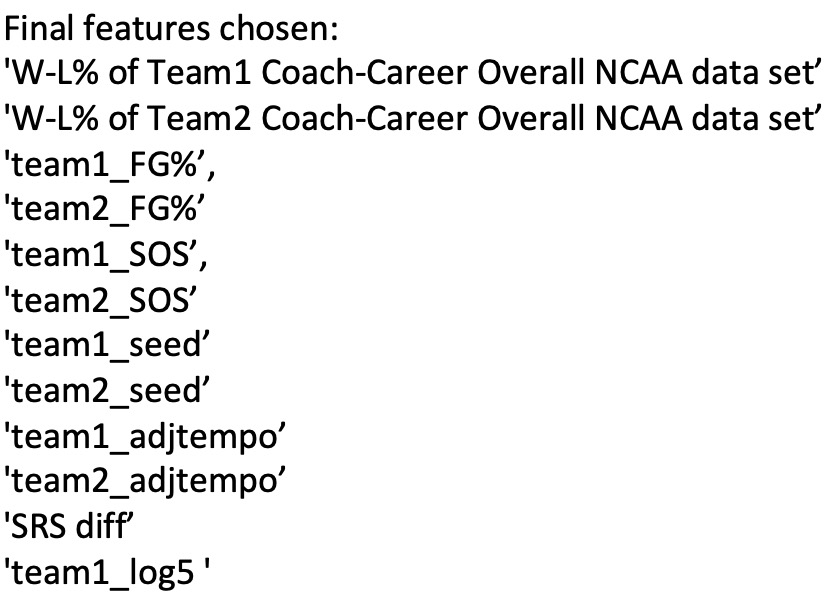 Final features chosen:
'W-L% of Team1 Coach-Career Overall NCAA data set’
'W-L% of Team2 Coach-Career Overall NCAA data set’
'team1_FG%’,
'team2_FG%’
'team1_SOS’,
'team2_SOS’
'team1_seed’
'team2_seed’
'team1_adjtempo’
'team2_adjtempo’
'SRS diff’
'team1_log5 '